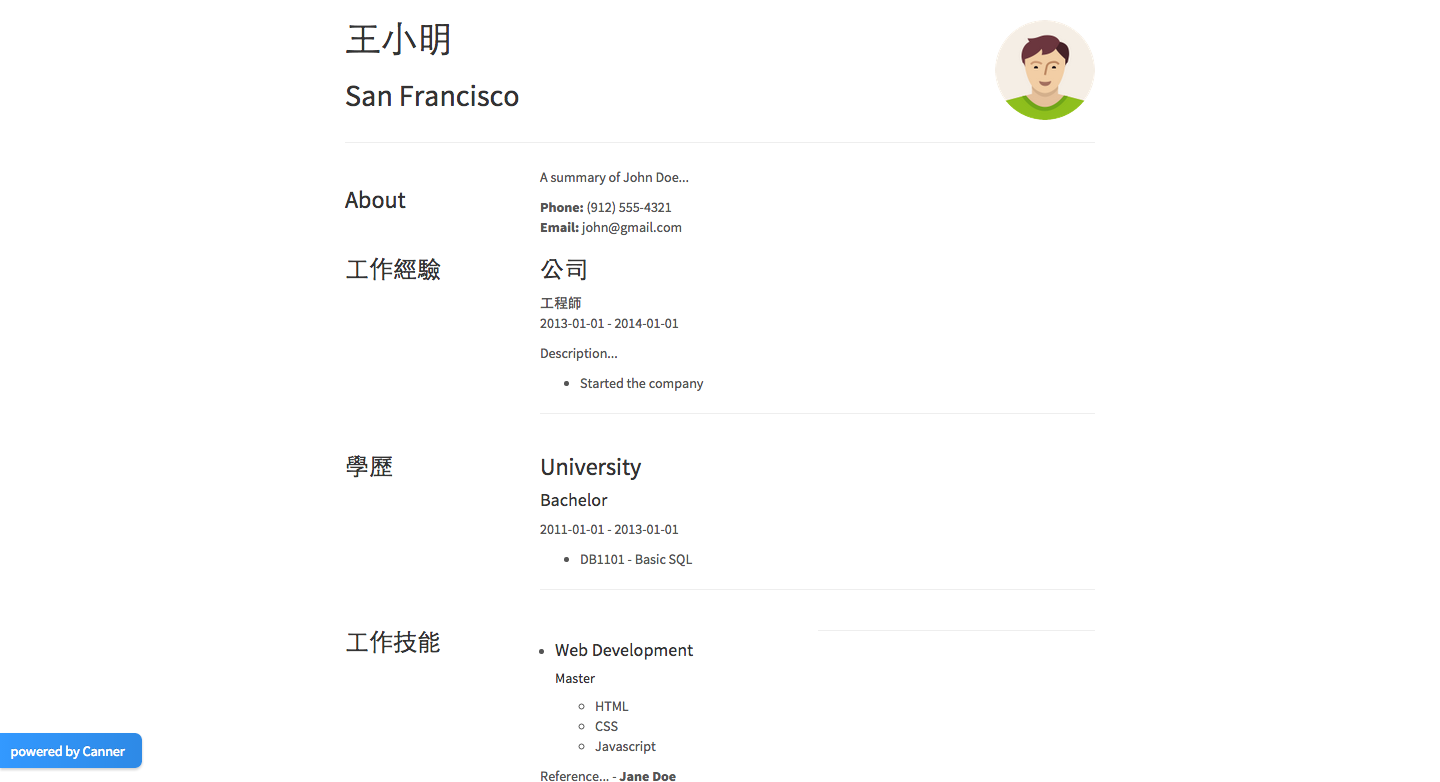 王小明
San Francisco
About
A summary of John Doe...
Phone: (912) 555-4321
Email: john@gmail.com
工作經驗
公司
工程師
2013-01-01 - 2014-01-01
Description...
Started the company
學歷
University
Bachelor
2011-01-01 - 2013-01-01
DB1101 - Basic SQL
工作技能
Web Development
Master
HTML
CSS
Javascript
Reference... - Jane Doe
powered by Canner